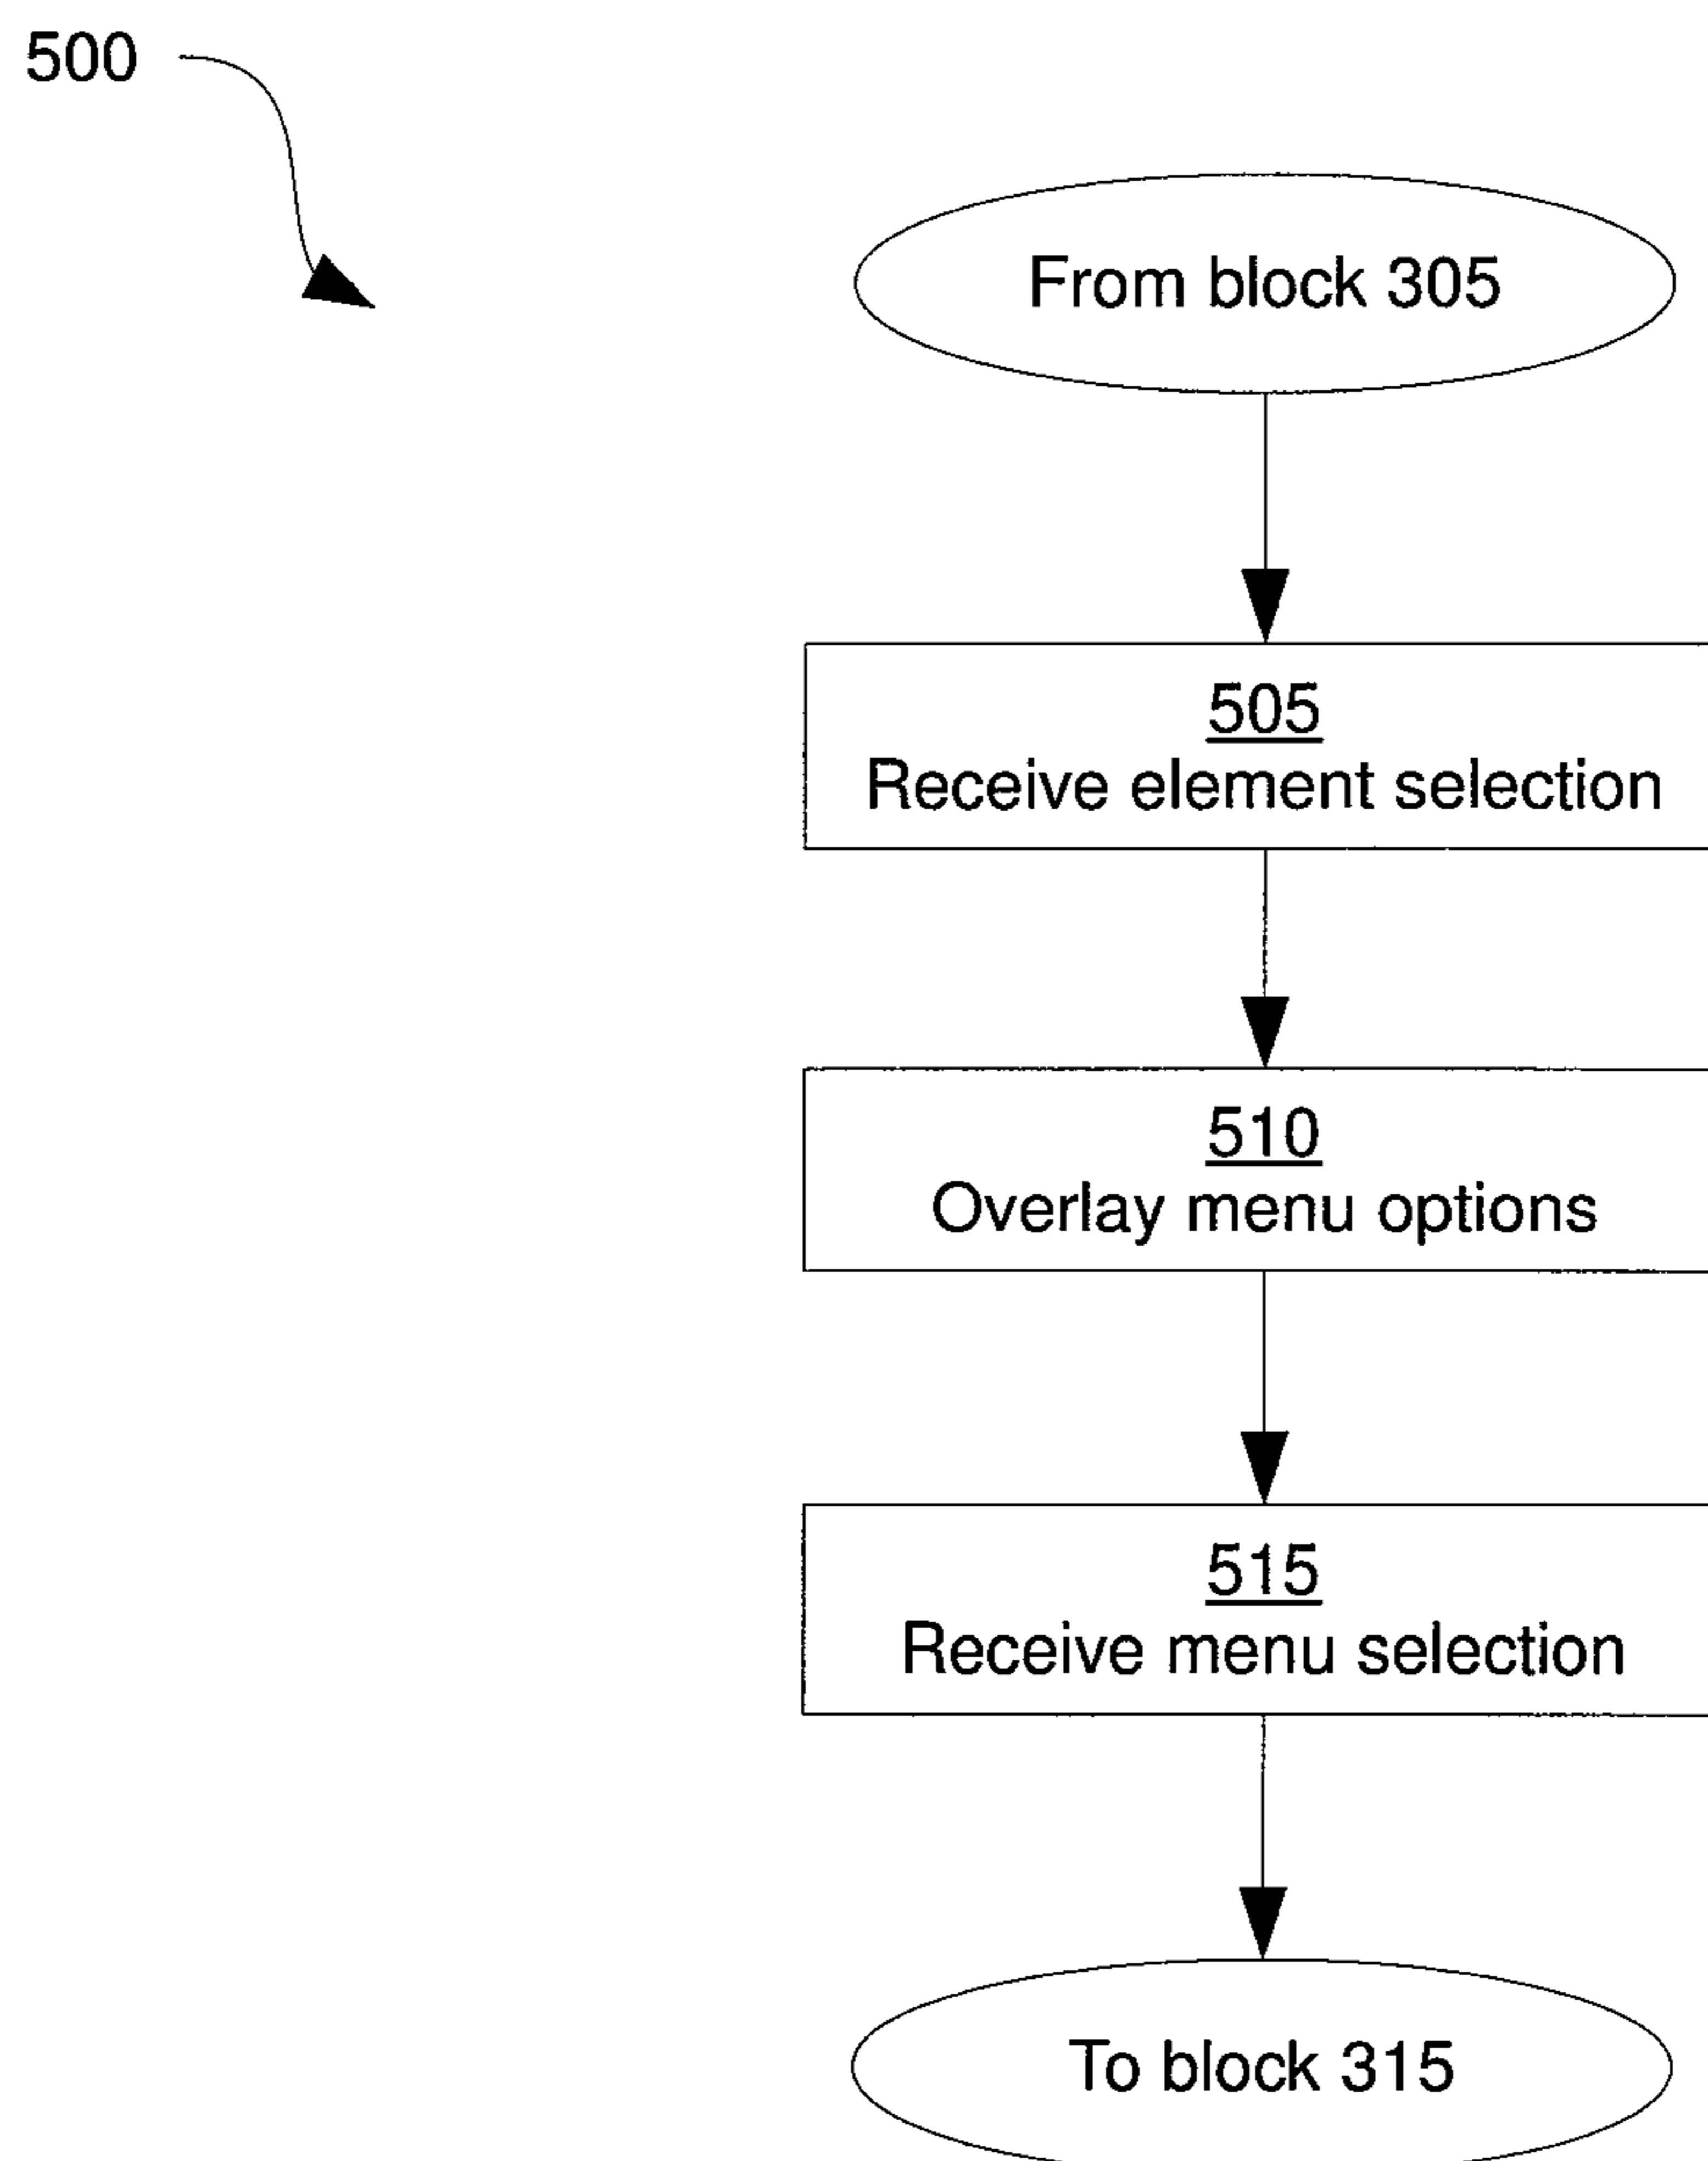 500
From block 305
505
Receive element selection
510
Overlay menu options
515
Receive menu selection
To block 315